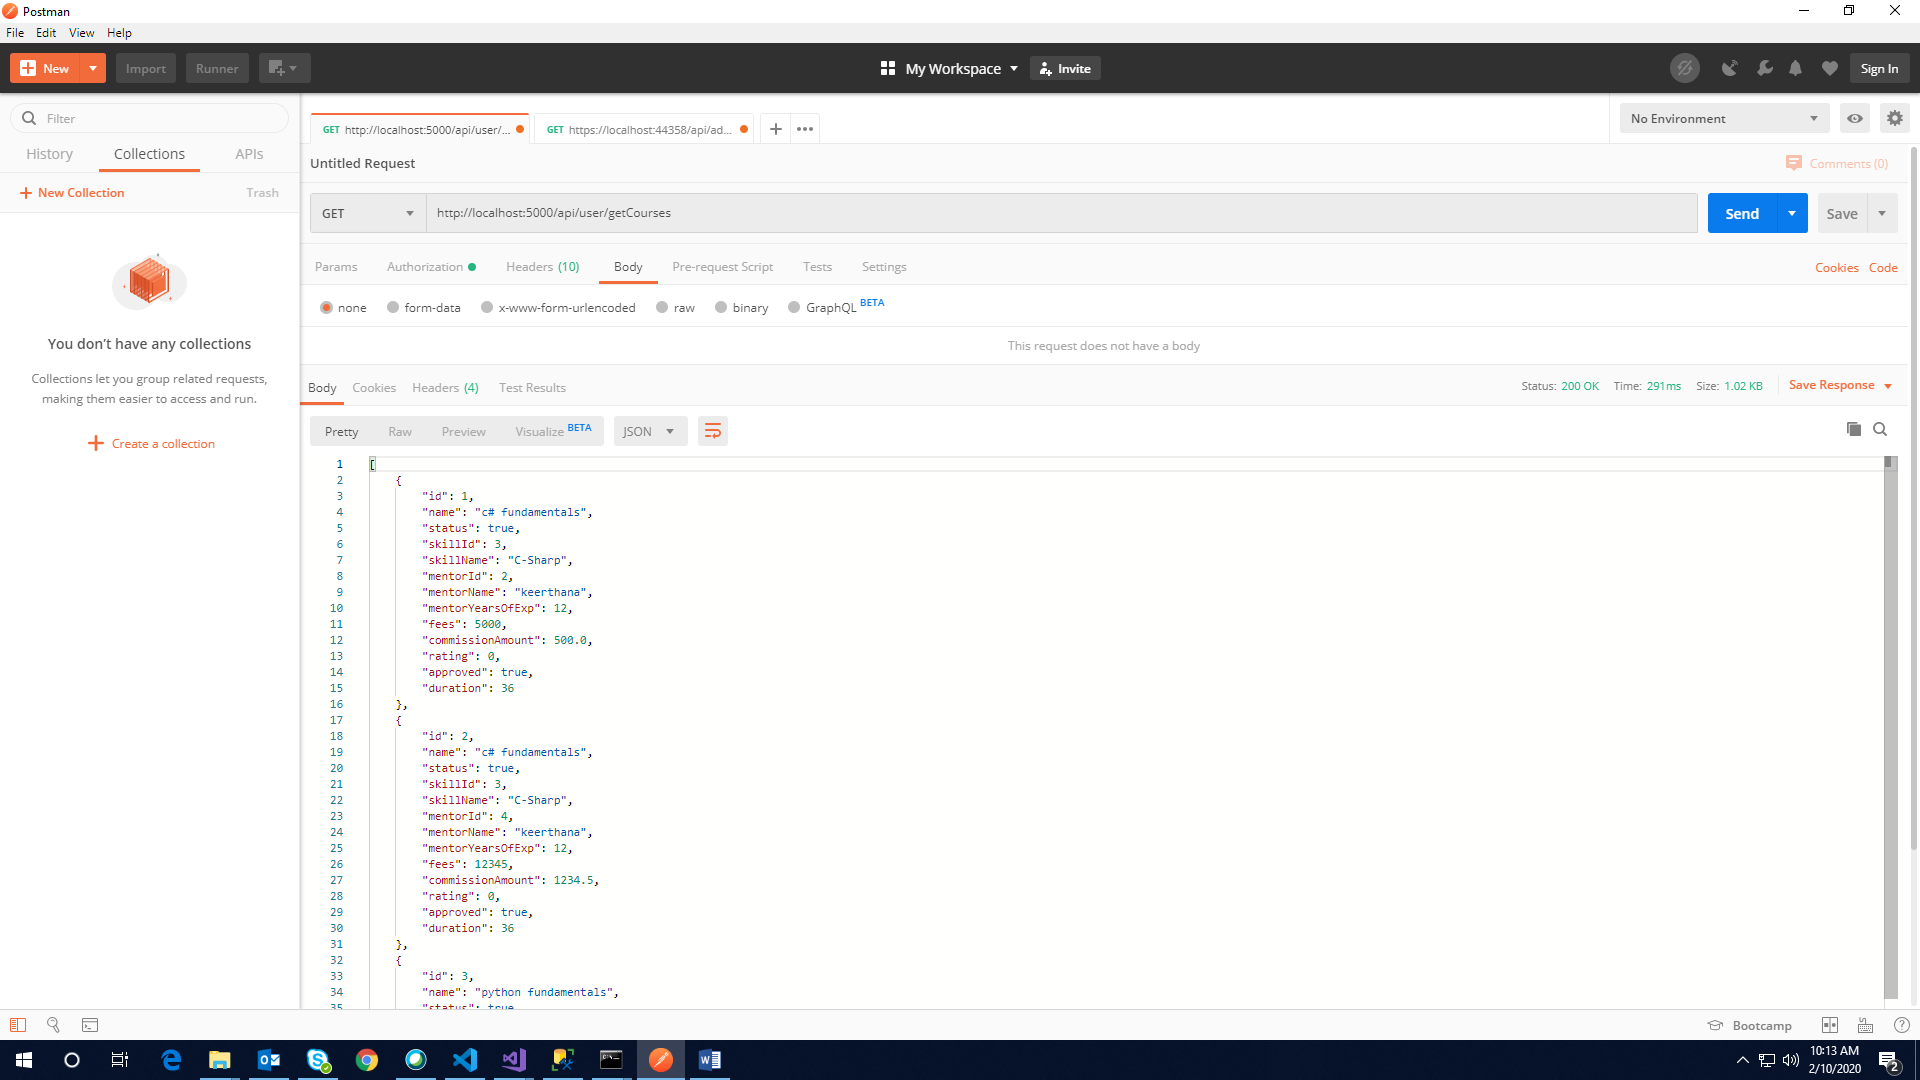 Postman
File Edit View Help
New Import Runner My Workspace Invite Sign In
Filter
History Collections APIs
New Collection Trash
You don't have any collections
Collections let you group related requests,
making them easier to access and run.
Create a collection
GET http://localhost:5000/api/user/... GET https://localhost:44358/api/ad... No Environment
Untitled Request Comments (0)
GET http://localhost:5000/api/user/getCourses Send Save
Params Authorization Headers (10) Body Pre-request Script Tests Settings Cookies Code
none form-data x-www-form-urlencoded raw binary GraphQL BETA
This request does not have a body
Body Cookies Headers (4) Test Results Status: 200 OK Time: 291ms Size: 1.02 KB Save Response
Pretty Raw Preview Visualize BETA JSON
1 [
2 {
3 "id": 1,
4 "name": "c# fundamentals",
5 "status": true,
6 "skillId": 3,
7 "skillName": "C-Sharp",
8 "mentorId": 2,
9 "mentorName": "keerthana",
10 "mentorYearsOfExp": 12,
11 "fees": 5000,
12 "commissionAmount": 500.0,
13 "rating": 0,
14 "approved": true,
15 "duration": 36
16 },
17 {
18 "id": 2,
19 "name": "c# fundamentals",
20 "status": true,
21 "skillId": 3,
22 "skillName": "C-Sharp",
23 "mentorId": 4,
24 "mentorName": "keerthana",
25 "mentorYearsOfExp": 12,
26 "fees": 12345,
27 "commissionAmount": 1234.5,
28 "rating": 0,
29 "approved": true,
30 "duration": 36
31 },
32 {
33 "id": 3,
34 "name": "python fundamentals",
35 "status": true
Bootcamp
10:13 AM
2/10/2020
2